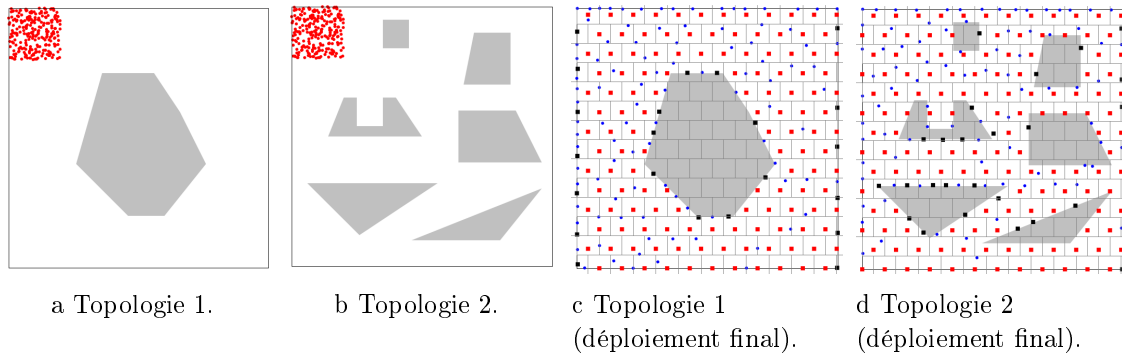 a Topologie 1.
b Topologie 2.
c Topologie 1
(déploiement final).
d Topologie 2
(déploiement final).